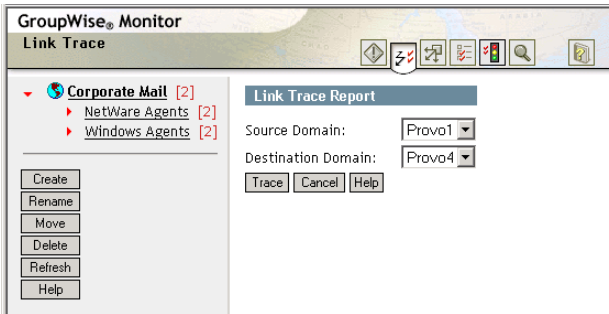 GroupWise® Monitor
Link Trace
Corporate Mail [2]
NetWare Agents [2]
Windows Agents [2]
Create
Rename
Move
Delete
Refresh
Help
Link Trace Report
Source Domain: Provo1
Destination Domain: Provo4
Trace Cancel Help